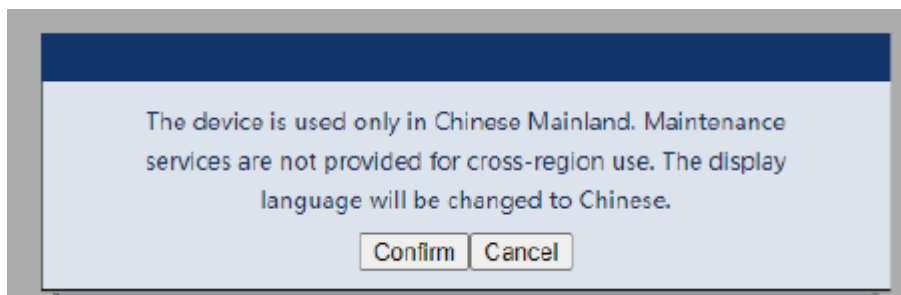 The device is used only in Chinese Mainland. Maintenance
services are not provided for cross-region use. The display
language will be changed to Chinese.
Confirm Cancel